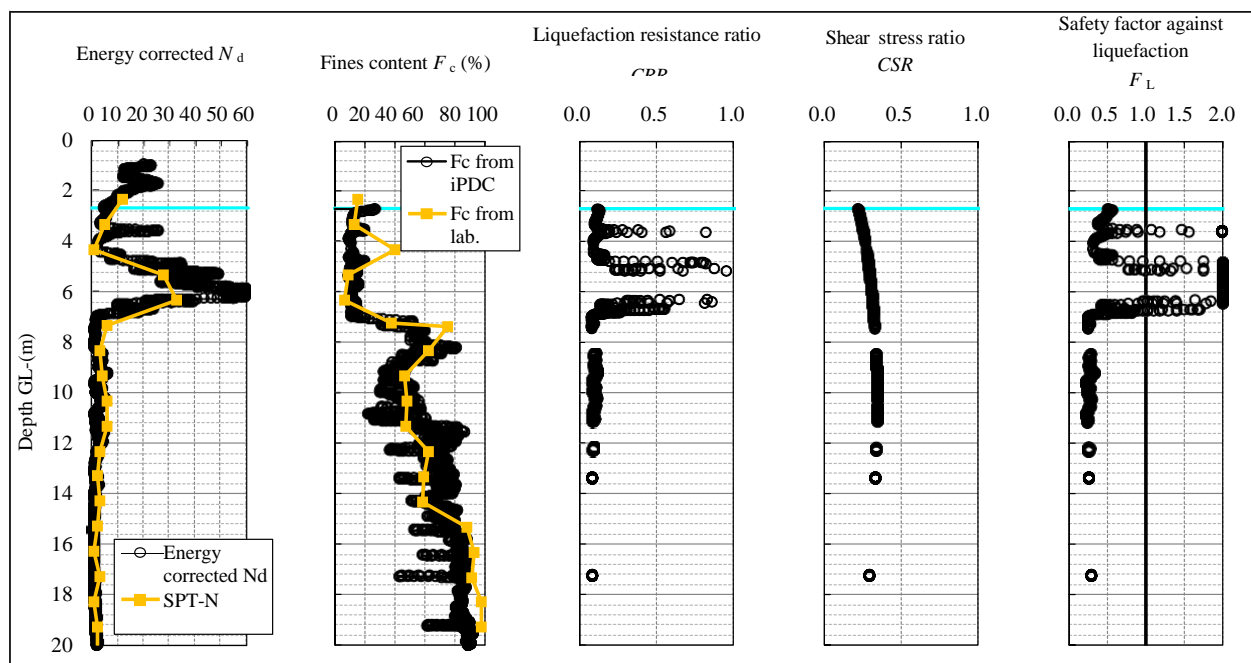 Energy corrected N d
Fines content F c (%)
Liquefaction resistance ratio
Shear stress ratio
CSR
Safety factor against
liquefaction
F L
0 10 20 30 40 50 60
0 20 40 60 80 100
0.0 0.5 1.0
0.0 0.5 1.0
0.0 0.5 1.0 1.5 2.0
Depth GL-(m)
0
2
4
6
8
10
12
14
16
18
20
Energy
corrected Nd
SPT-N
Fc from
iPDC
Fc from
lab.